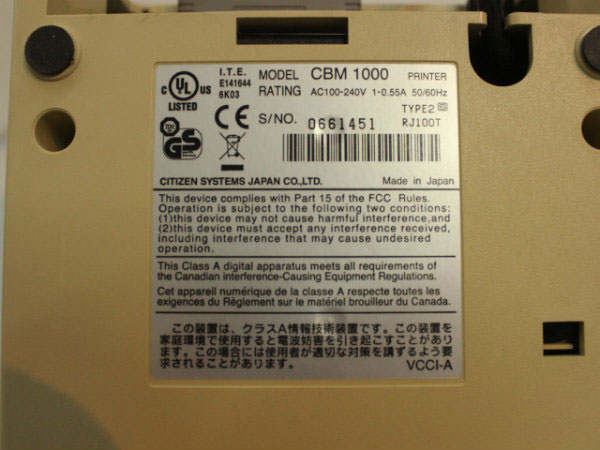 I.T.E.
E141644
6K03
C UL US
LISTED
MODEL CBM 1000 PRINTER
RATING AC100-240V 1-0.55A 50/60Hz
TYPE2
CE S/NO. 0661451 RJ100T
GS
CITIZEN SYSTEMS JAPAN CO.,LTD. Made in Japan
This device complies with Part 15 of the FCC Rules.
Operation is subject to the following two conditions:
(1)this device may not cause harmful interference,and
(2)this device must accept any interference received,
including interference that may cause undesired
operation.
This Class A digital apparatus meets all requirements of
the Canadian interference-Causing Equipment Regulations.
Cet appareil numérique de la classe A respecte toutes les
exigences du Règlement sur le matériel brouilleur du Canada.
この装置は、クラスA情報技術装置です。この装置を
家庭環境で使用すると電波妨害を引き起こすことがあり
ます。この場合には使用者が適切な対策を講ずるよう要
求されることがあります。 VCCI-A